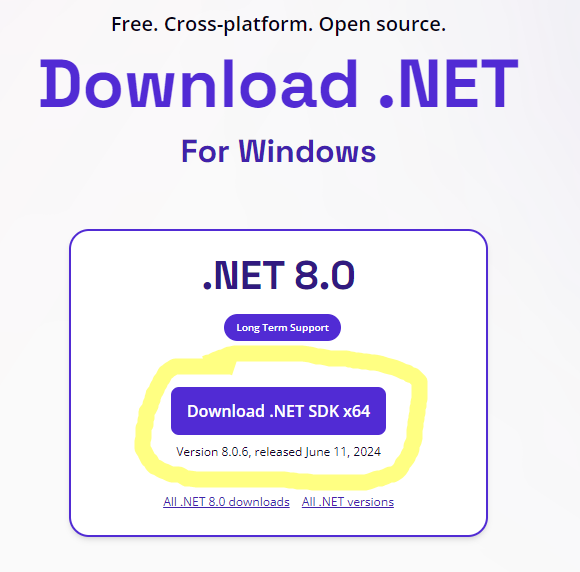 Free. Cross-platform. Open source.
Download .NET
For Windows
.NET 8.0
Long Term Support
Download .NET SDK x64
Version 8.0.6, released June 11, 2024
All .NET 8.0 downloads All .NET versions